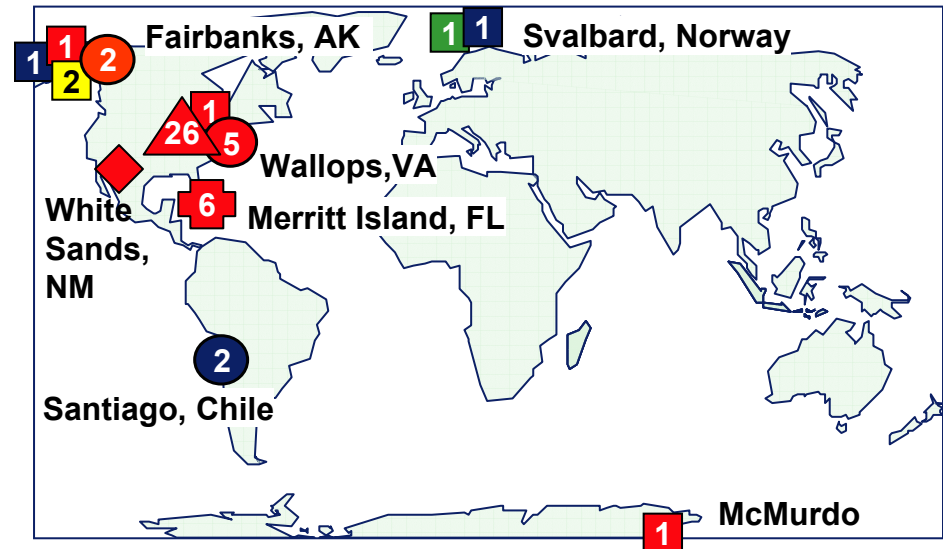 1
1
2
2
Fairbanks, AK
1
1
Svalbard, Norway
1
26
5
Wallops,VA
White
Sands,
NM
6
Merritt Island, FL
2
Santiago, Chile
McMurdo
1